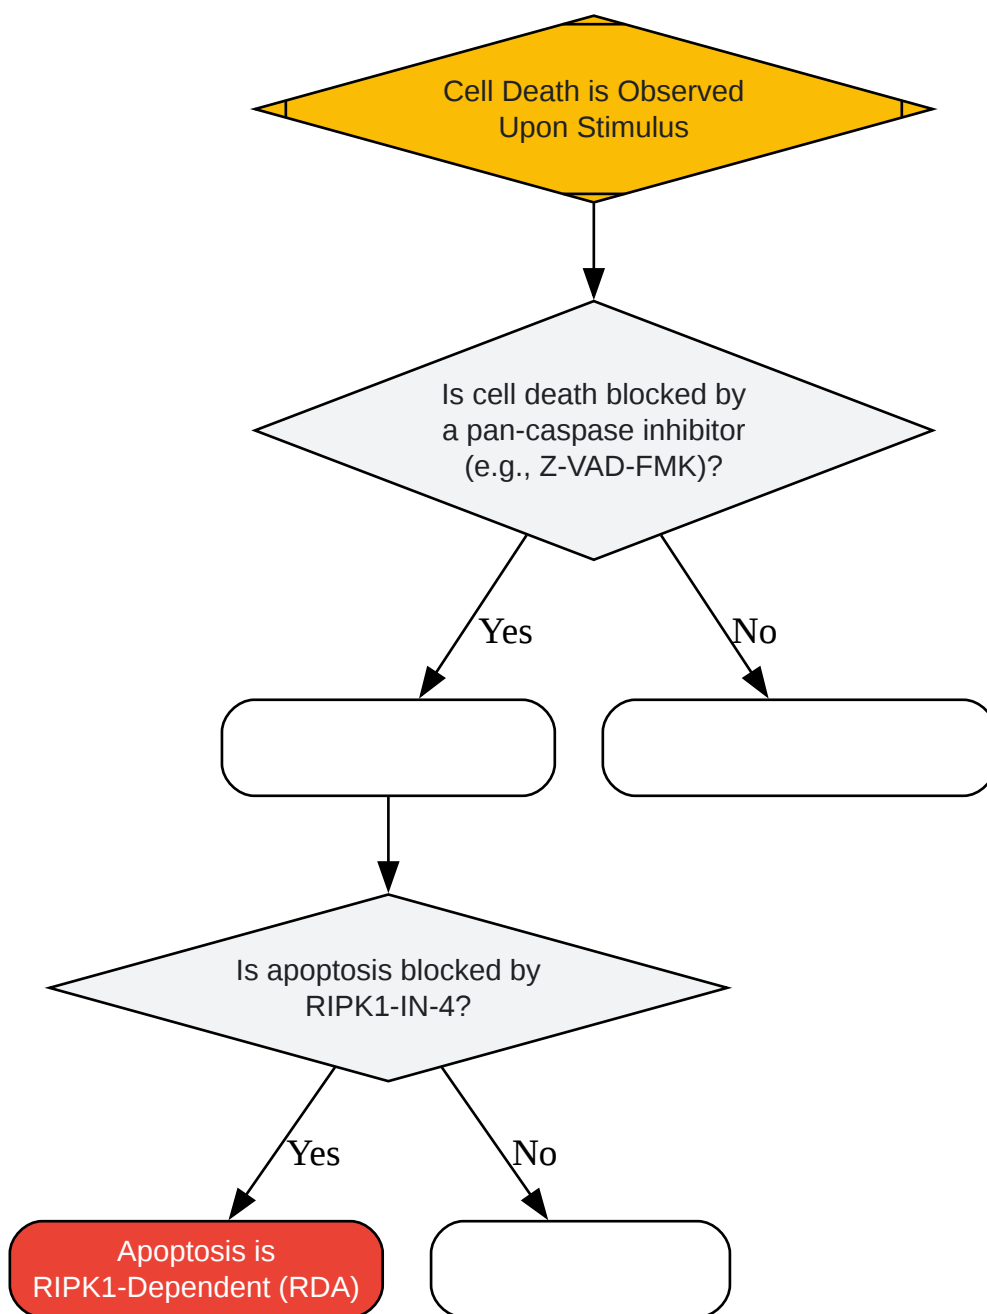 Cell Death is Observed
Upon Stimulus
Is cell death blocked by
a pan-caspase inhibitor
(e.g., Z-VAD-FMK)?
Yes
No
Is apoptosis blocked by
RIPK1-IN-4?
Yes
No
Apoptosis is
RIPK1-Dependent (RDA)